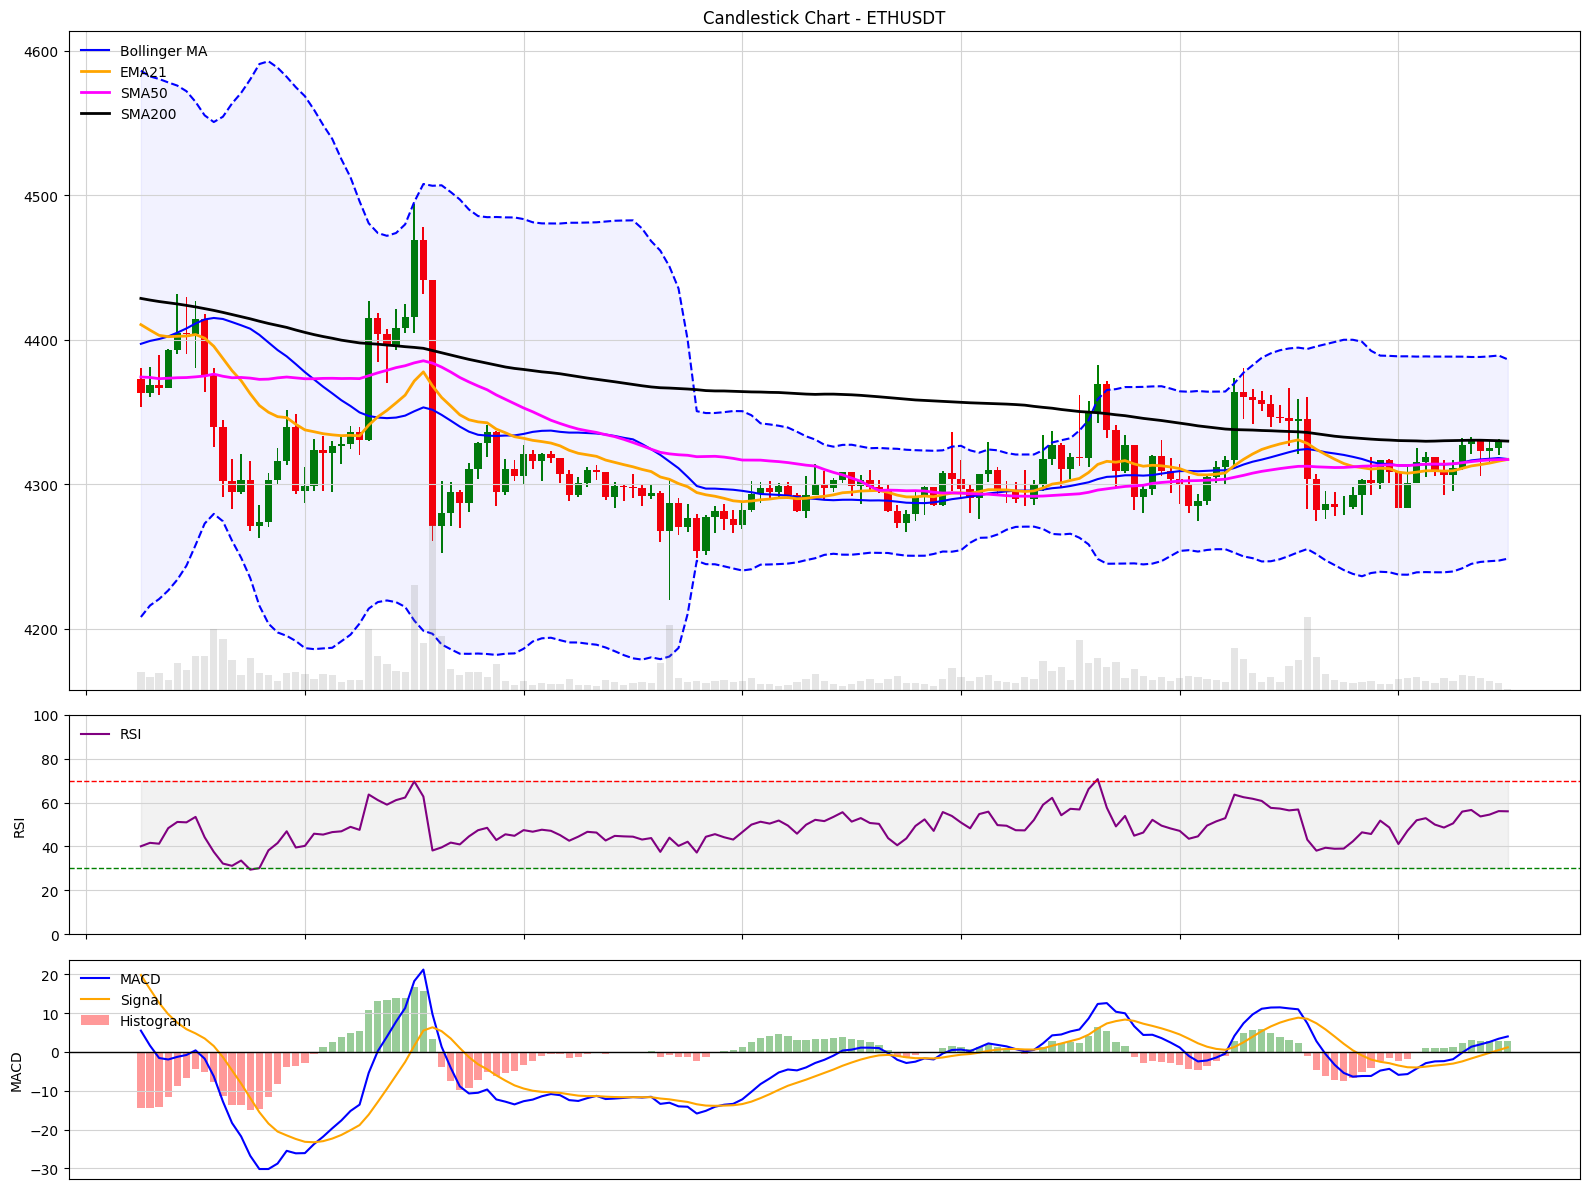 Candlestick Chart - ETHUSDT
Bollinger MA
EMA21
SMA50
SMA200
4600
4500
4400
4300
4200
RSI
RSI
100
80
60
40
20
0
MACD
Signal
Histogram
MACD
20
10
0
−10
−20
−30